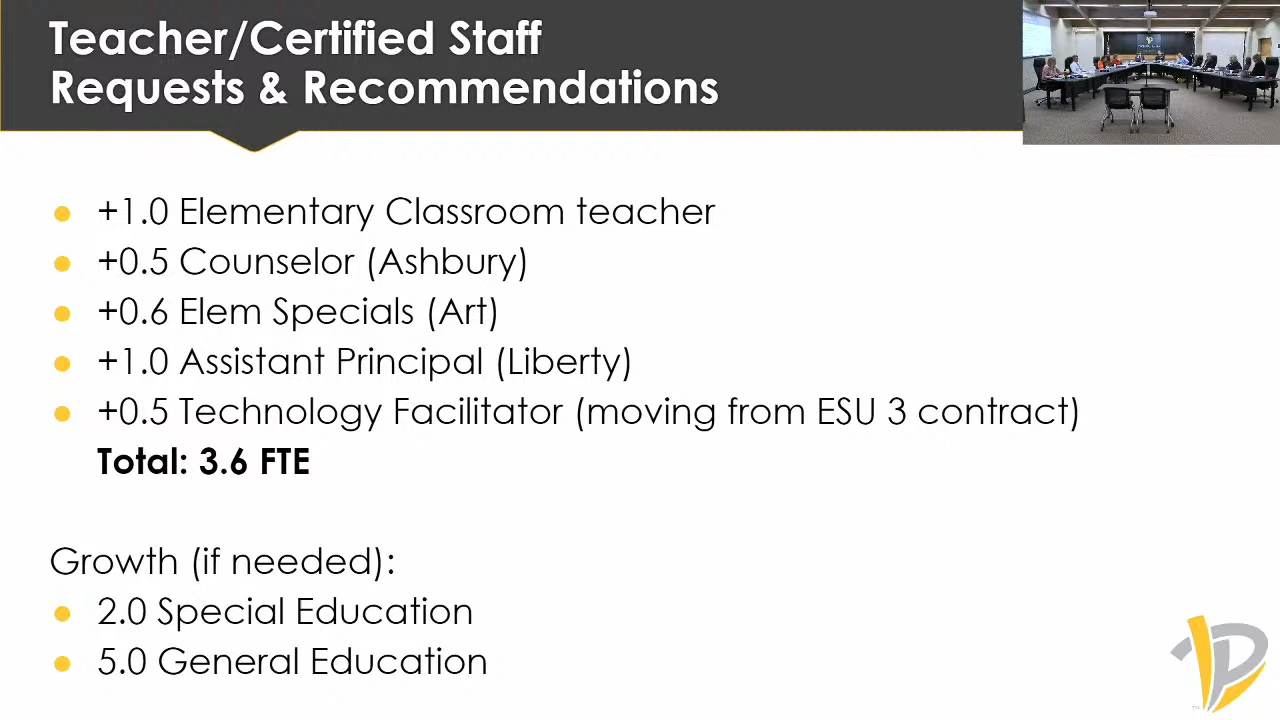 Teacher/Certified Staff
Requests & Recommendations
+1.0 Elementary Classroom teacher
+0.5 Counselor (Ashbury)
+0.6 Elem Specials (Art)
+1.0 Assistant Principal (Liberty)
+0.5 Technology Facilitator (moving from ESU 3 contract)
Total: 3.6 FTE
Growth (if needed):
2.0 Special Education
5.0 General Education